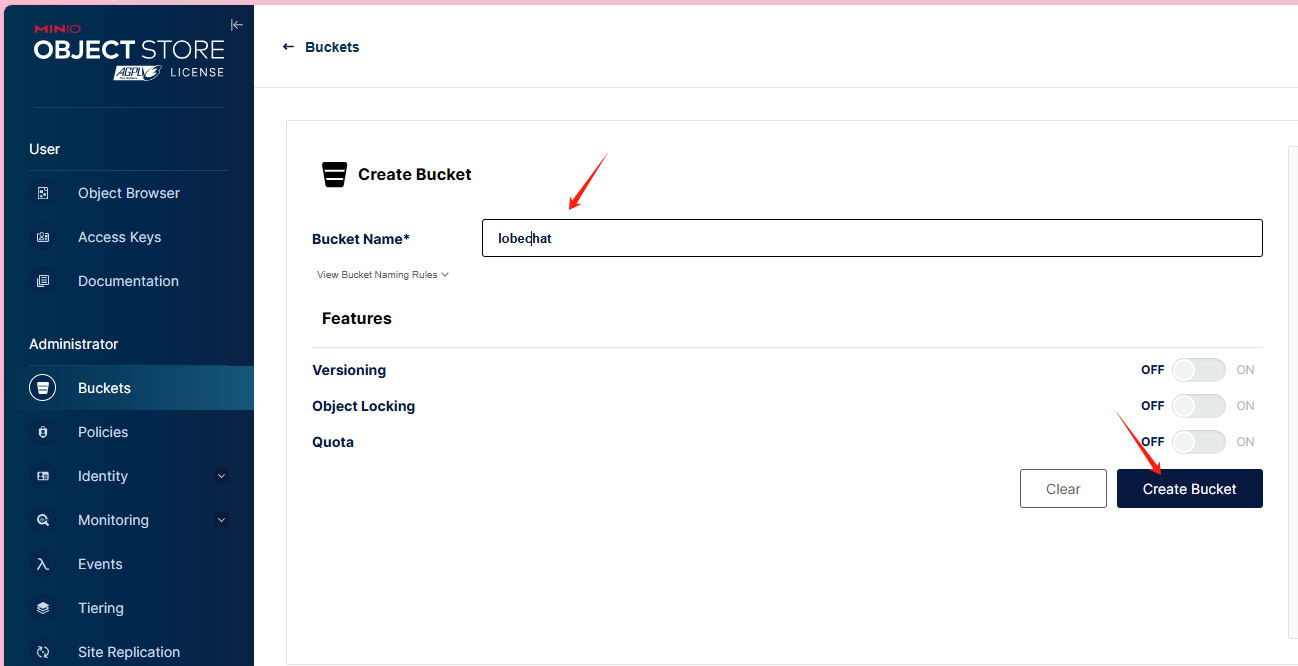 MINIO
OBJECT STORE
AGPLv3 LICENSE
User
Object Browser
Access Keys
Documentation
Administrator
Buckets
Policies
Identity
Monitoring
Events
Tiering
Site Replication
← Buckets
Create Bucket
Bucket Name*
lobechat
View Bucket Naming Rules
Features
Versioning
OFF ON
Object Locking
OFF ON
Quota
OFF ON
Clear
Create Bucket